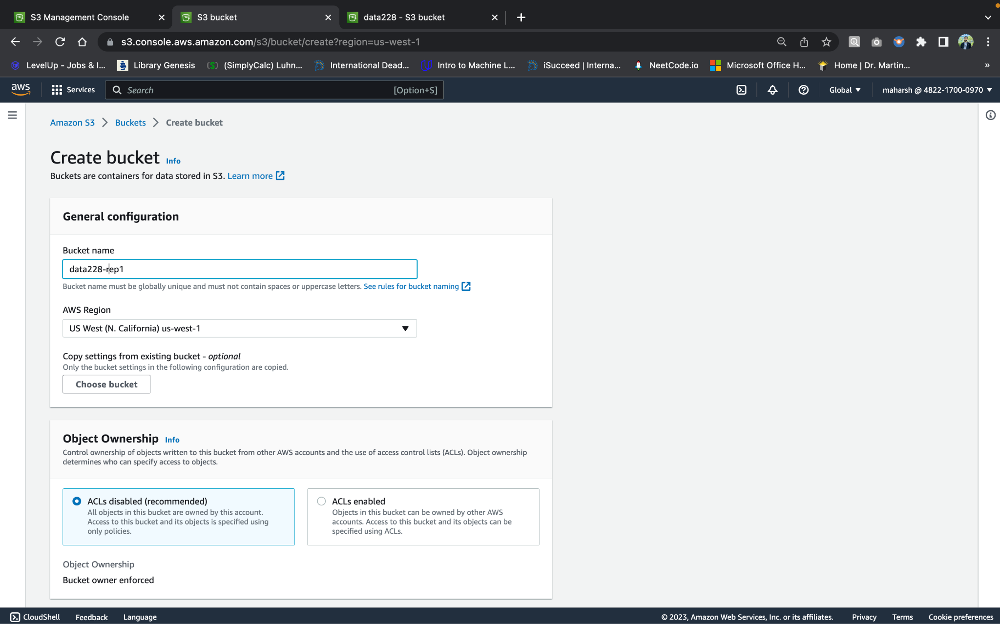 S3 Management Console
S3 bucket
data228 - S3 bucket
s3.console.aws.amazon.com/s3/bucket/create?region=us-west-1
LevelUp - Jobs & I...
Library Genesis
(SimplyCalc) Luhn...
International Dead...
Intro to Machine L...
iSucceed | Interna...
NeetCode.io
Microsoft Office H...
Home | Dr. Martin...
»
aws
Services
Search
[Option+S]
Global
maharsh @ 4822-1700-0970
Amazon S3 > Buckets > Create bucket
Create bucket Info
Buckets are containers for data stored in S3. Learn more
General configuration
Bucket name
data228-rep1
Bucket name must be globally unique and must not contain spaces or uppercase letters. See rules for bucket naming
AWS Region
US West (N. California) us-west-1
Copy settings from existing bucket - optional
Only the bucket settings in the following configuration are copied.
Choose bucket
Object Ownership Info
Control ownership of objects written to this bucket from other AWS accounts and the use of access control lists (ACLs). Object ownership
determines who can specify access to objects.
ACLs disabled (recommended)
All objects in this bucket are owned by this account.
Access to this bucket and its objects is specified using
only policies.
ACLs enabled
Objects in this bucket can be owned by other AWS
accounts. Access to this bucket and its objects can be
specified using ACLs.
Object Ownership
Bucket owner enforced
CloudShell
Feedback
Language
© 2023, Amazon Web Services, Inc. or its affiliates.
Privacy
Terms
Cookie preferences